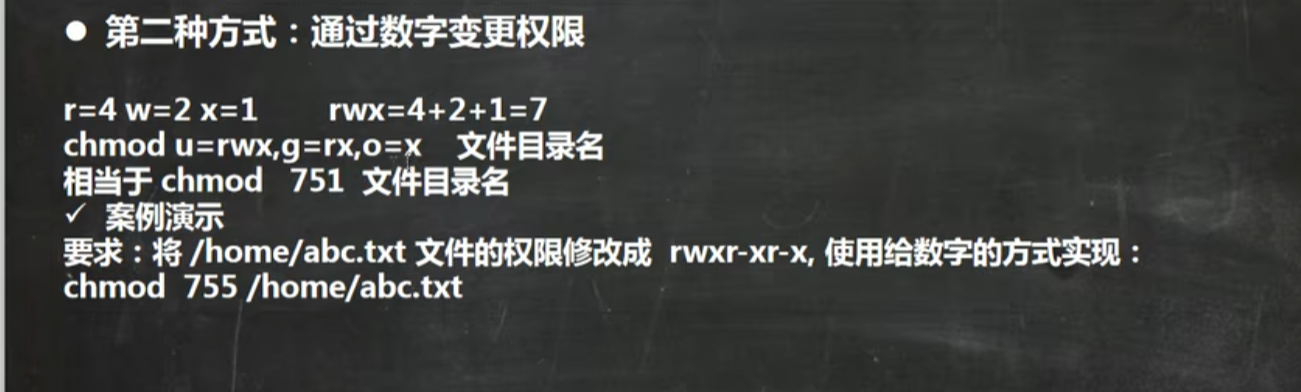 ● 第二种方式：通过数字变更权限
r=4 w=2 x=1 rwx=4+2+1=7
chmod u=rwx,g=rx,o=x 文件目录名
相当于 chmod 751 文件目录名
✓ 案例演示
要求：将 /home/abc.txt 文件的权限修改成 rwxr-xr-x, 使用给数字的方式实现：
chmod 755 /home/abc.txt